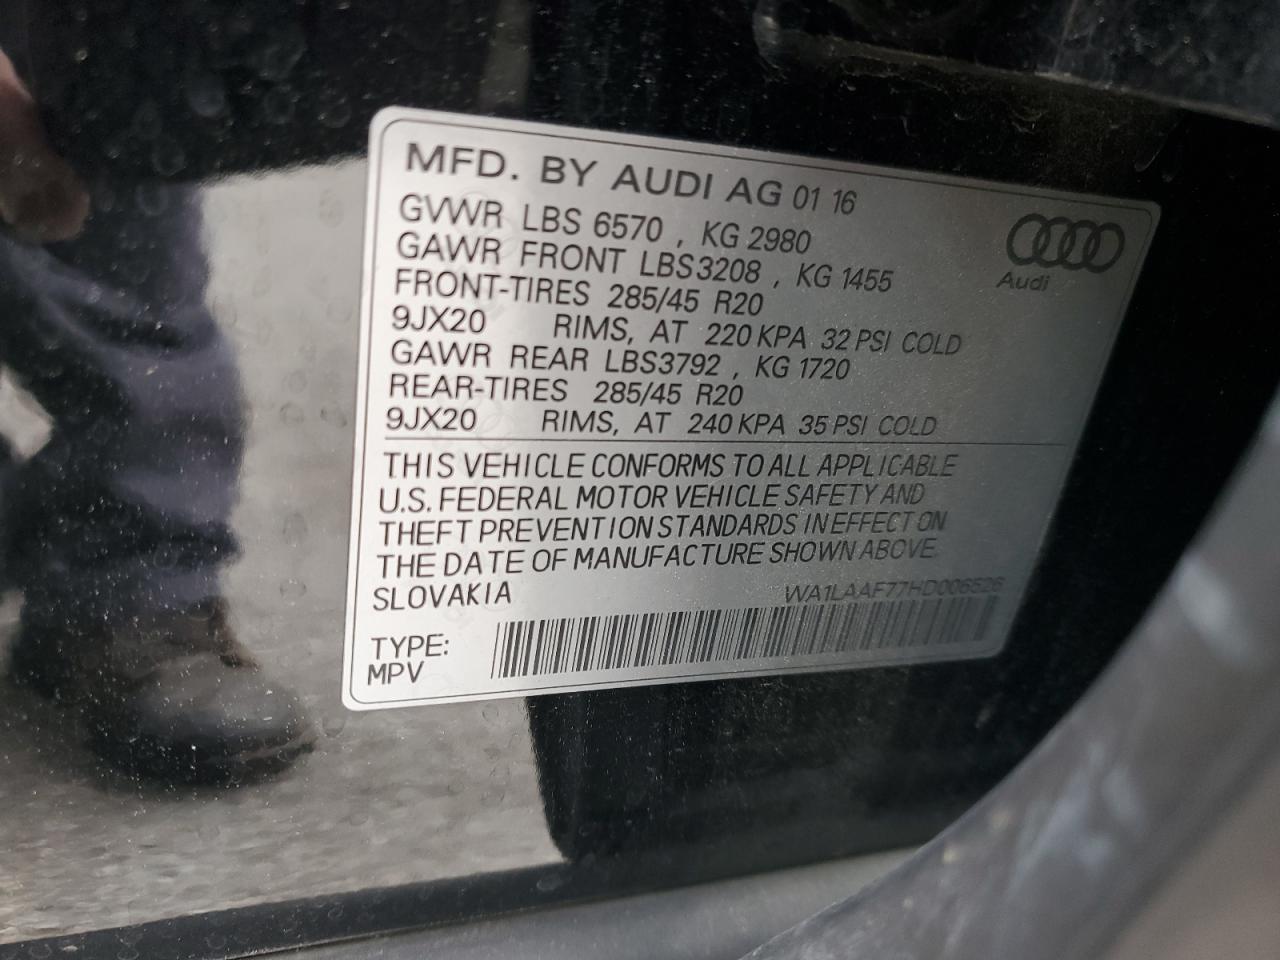 MFD. BY AUDI AG 01 16
GVWR LBS 6570 , KG 2980
GAWR FRONT LBS3208 , KG 1455
FRONT-TIRES 285/45 R20
9JX20 RIMS, AT 220 KPA 32 PSI COLD
GAWR REAR LBS3792 , KG 1720
REAR-TIRES 285/45 R20
9JX20 RIMS, AT 240 KPA 35 PSI COLD
Audi
THIS VEHICLE CONFORMS TO ALL APPLICABLE
U.S. FEDERAL MOTOR VEHICLE SAFETY AND
THEFT PREVENTION STANDARDS IN EFFECT ON
THE DATE OF MANUFACTURE SHOWN ABOVE.
SLOVAKIA WA1LAAF77HD006526
TYPE:
MPV